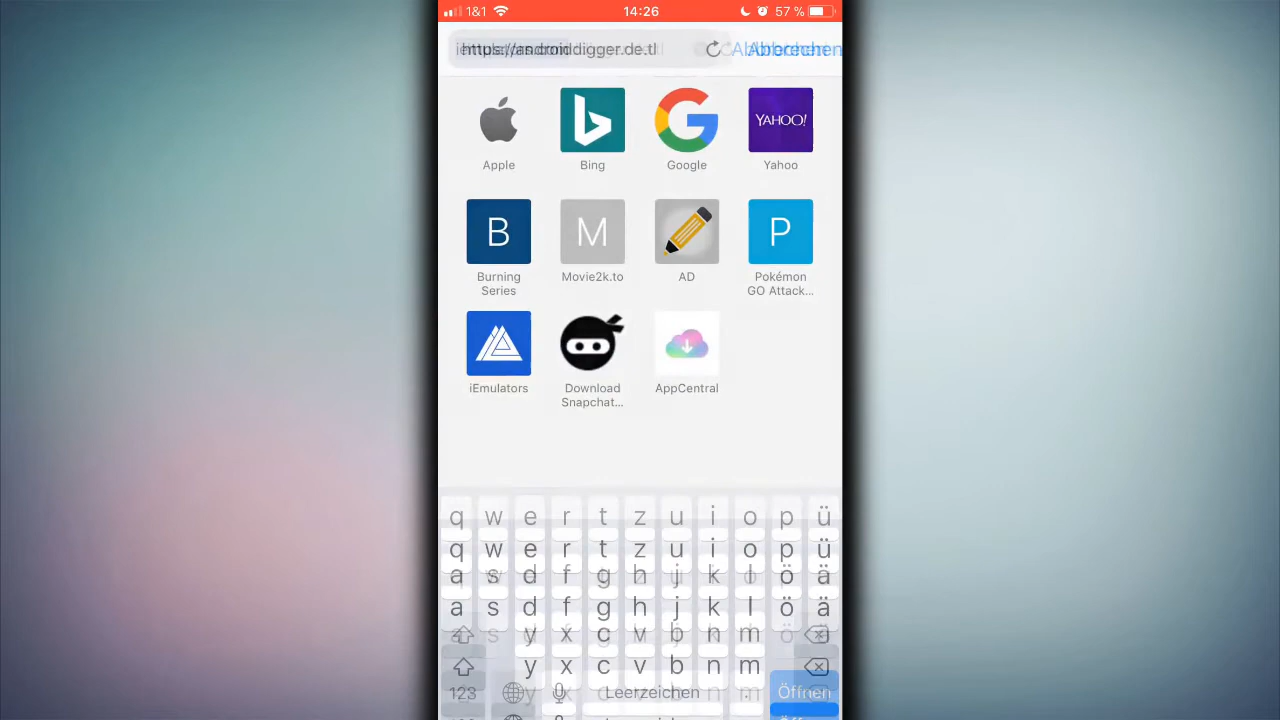 1&1 14:26 57 %
https://androiddigger.de.tl Abbrechen
Apple Bing Google YAHOO! Yahoo
B M P
Burning Series Movie2k.to AD Pokémon GO Attack...
iEmulators Download Snapchat... AppCentral
q w e r t z u i o p ü
q w e r t z u i o p ü
a s d f g h j k l ö ä
a s d f g h j k l ö ä
y x c v b n m
y x c v b n m
123 Leerzeichen . Öffnen